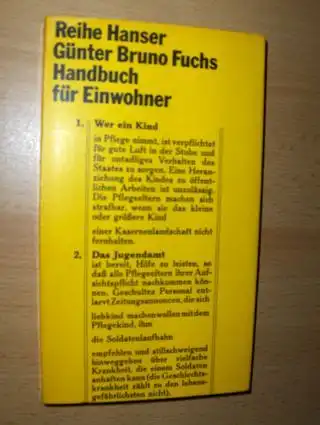 Reihe Hanser
Günter Bruno Fuchs
Handbuch
für Einwohner
1. Wer ein Kind
in Pflege nimmt, ist verpflichtet
für gute Luft in der Stube und
für untadliges Verhalten des
Staates zu sorgen. Eine Heran-
ziehung des Kindes zu öffent-
lichen Arbeiten ist unzulässig.
Die Pflegeeltern machen sich
strafbar, wenn sie das kleine
oder größere Kind
einer Kasernenlandschaft nicht
fernhalten.
2. Das Jugendamt
ist bereit, Hilfe zu leisten, so
daß alle Pflegeeltern ihrer Auf-
sichtspflicht nachkommen kön-
nen. Geschultes Personal ent-
larvt Zeitungsannoncen, die sich
liebkind machen wollen mit dem
Pflegekind, ihm
die Soldatenlaufbahn
empfehlen und stillschweigend
hinweggehen über vielfache
Krankheit, die einem Soldaten
anhaften kann (die Geschlechts-
krankheit zählt zu den lebens-
gefährlichsten nicht).